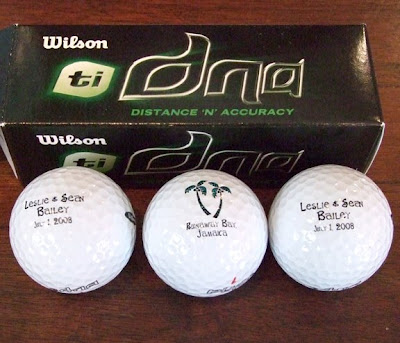 Wilson
ti dna
DISTANCE 'N' ACCURACY
Wilson
ti dna
Leslie & Sean
Bailey
July 1, 2008
Runaway Bay,
Jamaica
Leslie & Sean
Bailey
July 1, 2008